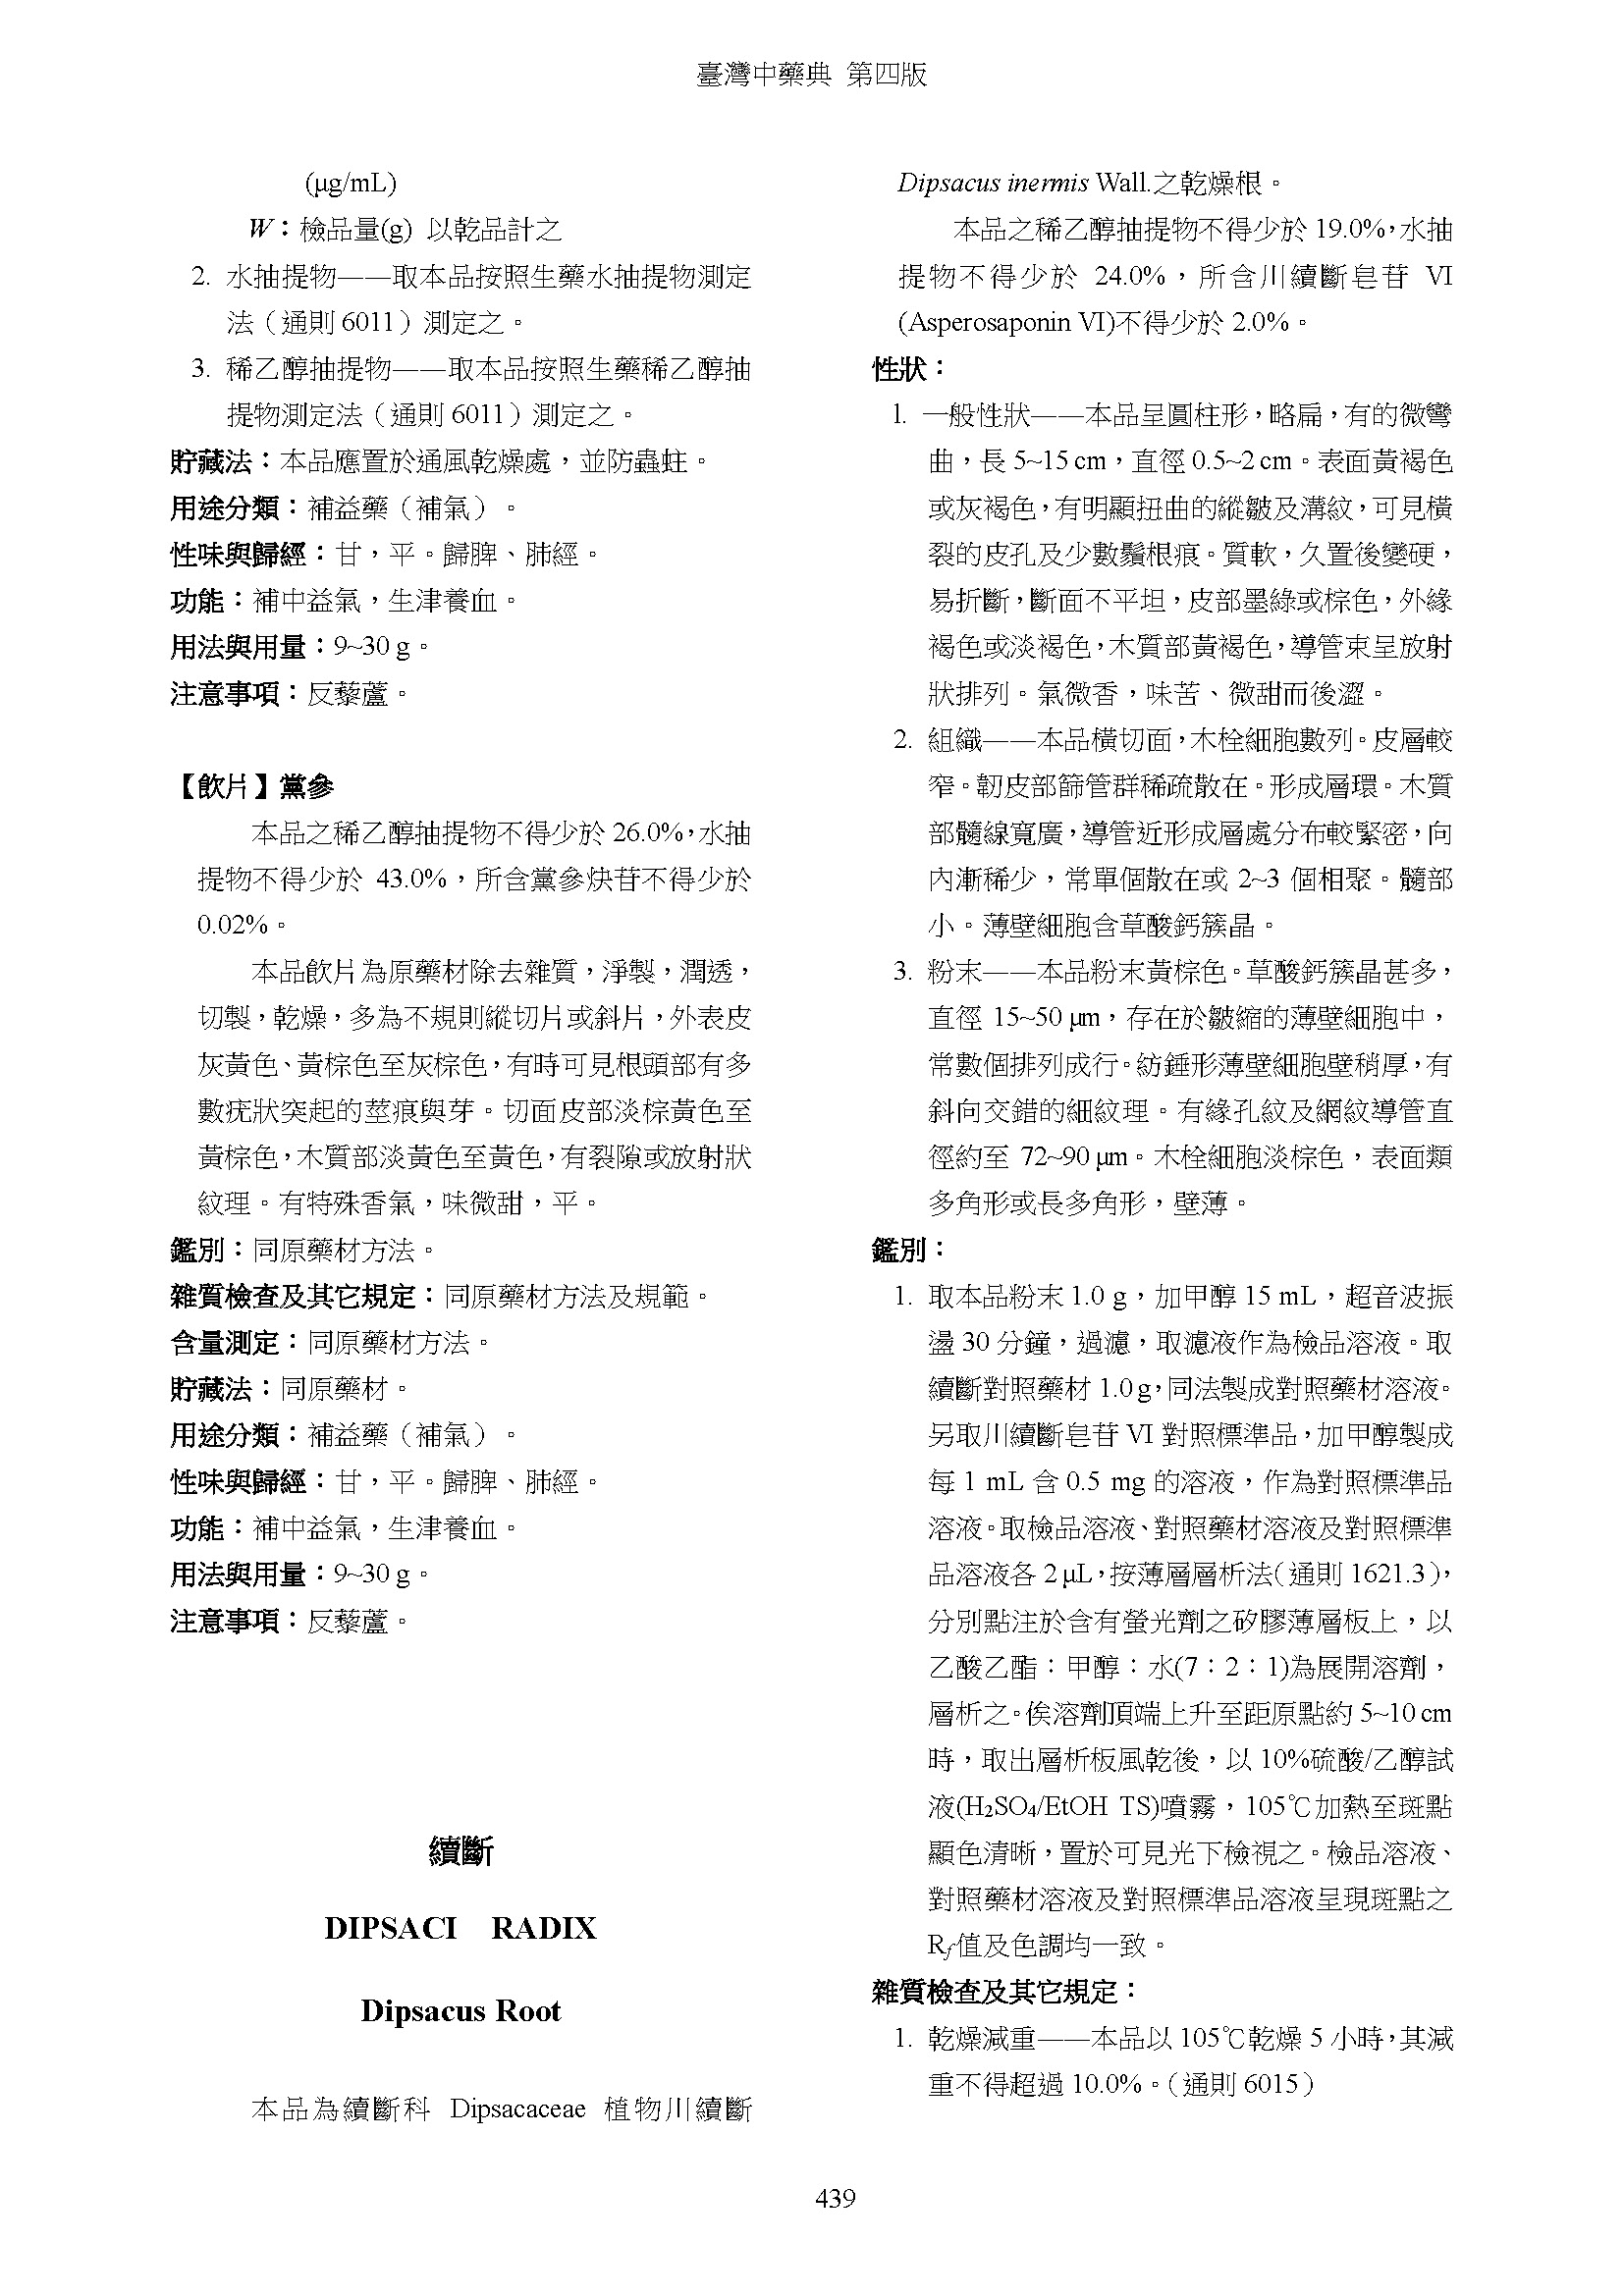 臺灣中藥典 第四版
(μg/mL)
W：檢品量(g) 以乾品計之
2. 水抽提物——取本品按照生藥水抽提物測定
法（通則 6011）測定之。
3. 稀乙醇抽提物——取本品按照生藥稀乙醇抽
提物測定法（通則 6011）測定之。
貯藏法：本品應置於通風乾燥處，並防蟲蛀。
用途分類：補益藥（補氣）。
性味與歸經：甘，平。歸脾、肺經。
功能：補中益氣，生津養血。
用法與用量：9~30 g。
注意事項：反藜蘆。
【飲片】黨參
本品之稀乙醇抽提物不得少於 26.0%，水抽
提物不得少於 43.0%，所含黨參炔苷不得少於
0.02%。
本品飲片為原藥材除去雜質，淨製，潤透，
切製，乾燥，多為不規則縱切片或斜片，外表皮
灰黃色、黃棕色至灰棕色，有時可見根頭部有多
數疣狀突起的莖痕與芽。切面皮部淡棕黃色至
黃棕色，木質部淡黃色至黃色，有裂隙或放射狀
紋理。有特殊香氣，味微甜，平。
鑑別：同原藥材方法。
雜質檢查及其它規定：同原藥材方法及規範。
含量測定：同原藥材方法。
貯藏法：同原藥材。
用途分類：補益藥（補氣）。
性味與歸經：甘，平。歸脾、肺經。
功能：補中益氣，生津養血。
用法與用量：9~30 g。
注意事項：反藜蘆。
續斷
DIPSACI RADIX
Dipsacus Root
本品為續斷科 Dipsacaceae 植物川續斷
Dipsacus inermis Wall.之乾燥根。
本品之稀乙醇抽提物不得少於 19.0%，水抽
提物不得少於 24.0%，所含川續斷皂苷 VI
(Asperosaponin VI)不得少於 2.0%。
性狀：
1. 一般性狀——本品呈圓柱形，略扁，有的微彎
曲，長 5~15 cm，直徑 0.5~2 cm。表面黃褐色
或灰褐色，有明顯扭曲的縱皺及溝紋，可見橫
裂的皮孔及少數鬚根痕。質軟，久置後變硬，
易折斷，斷面不平坦，皮部墨綠或棕色，外緣
褐色或淡褐色，木質部黃褐色，導管束呈放射
狀排列。氣微香，味苦、微甜而後澀。
2. 組織——本品橫切面，木栓細胞數列。皮層較
窄。韌皮部篩管群稀疏散在。形成層環。木質
部髓線寬廣，導管近形成層處分布較緊密，向
內漸稀少，常單個散在或 2~3 個相聚。髓部
小。薄壁細胞含草酸鈣簇晶。
3. 粉末——本品粉末黃棕色。草酸鈣簇晶甚多，
直徑 15~50 μm，存在於皺縮的薄壁細胞中，
常數個排列成行。紡錘形薄壁細胞壁稍厚，有
斜向交錯的細紋理。有緣孔紋及網紋導管直
徑約至 72~90 μm。木栓細胞淡棕色，表面類
多角形或長多角形，壁薄。
鑑別：
1. 取本品粉末 1.0 g，加甲醇 15 mL，超音波振
盪 30 分鐘，過濾，取濾液作為檢品溶液。取
續斷對照藥材 1.0 g，同法製成對照藥材溶液。
另取川續斷皂苷 VI 對照標準品，加甲醇製成
每 1 mL 含 0.5 mg 的溶液，作為對照標準品
溶液。取檢品溶液、對照藥材溶液及對照標準
品溶液各 2 μL，按薄層層析法（通則 1621.3），
分別點注於含有螢光劑之矽膠薄層板上，以
乙酸乙酯：甲醇：水(7：2：1)為展開溶劑，
層析之。俟溶劑頂端上升至距原點約 5~10 cm
時，取出層析板風乾後，以 10%硫酸/乙醇試
液(H₂SO₄/EtOH TS)噴霧，105℃加熱至斑點
顯色清晰，置於可見光下檢視之。檢品溶液、
對照藥材溶液及對照標準品溶液呈現斑點之
Rf值及色調均一致。
雜質檢查及其它規定：
1. 乾燥減重——本品以 105℃乾燥 5 小時，其減
重不得超過 10.0%。（通則 6015）
439